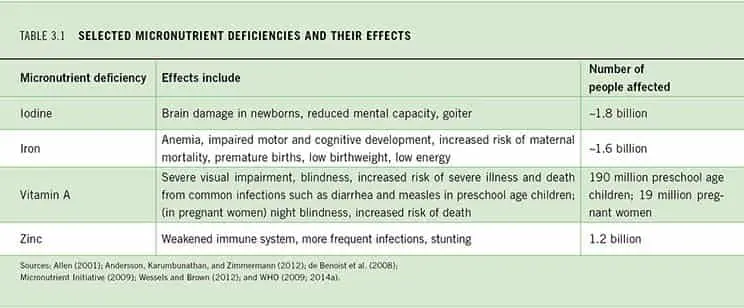 TABLE 3.1 SELECTED MICRONUTRIENT DEFICIENCIES AND THEIR EFFECTS
Micronutrient deficiency Effects include Number of
people affected
Iodine Brain damage in newborns, reduced mental capacity, goiter ~1.8 billion
Iron Anemia, impaired motor and cognitive development, increased risk of maternal
mortality, premature births, low birthweight, low energy ~1.6 billion
Vitamin A Severe visual impairment, blindness, increased risk of severe illness and death
from common infections such as diarrhea and measles in preschool age children;
(in pregnant women) night blindness, increased risk of death 190 million preschool age
children; 19 million preg-
nant women
Zinc Weakened immune system, more frequent infections, stunting 1.2 billion
Sources: Allen (2001); Andersson, Karumbunathan, and Zimmermann (2012); de Benoist et al. (2008);
Micronutrient Initiative (2009); Wessels and Brown (2012); and WHO (2009; 2014a).